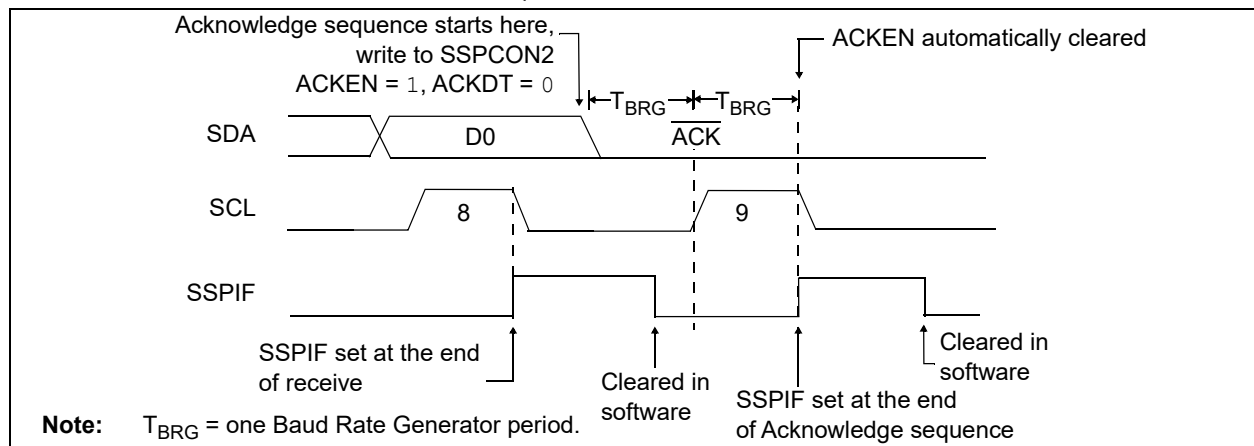 Acknowledge sequence starts here,
write to SSPCON2
ACKEN = 1, ACKDT = 0
ACKEN automatically cleared
TBRG
TBRG
SDA
D0
ACK
SCL
8
9
SSPIF
SSPIF set at the end
of receive
Cleared in
software
SSPIF set at the end
of Acknowledge sequence
Cleared in
software
Note: TBRG = one Baud Rate Generator period.